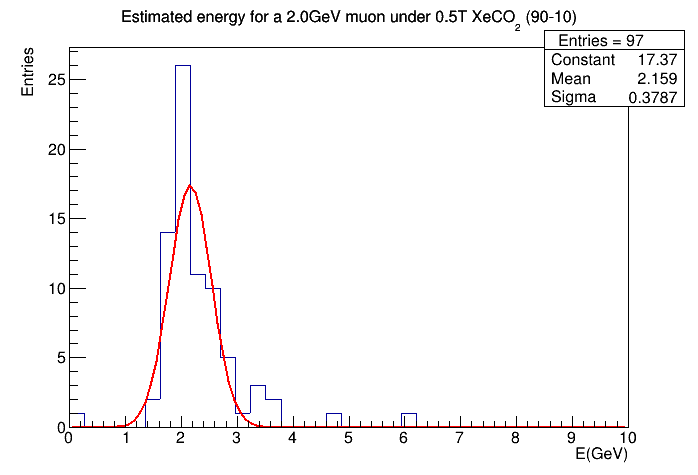 Estimated energy for a 2.0GeV muon under 0.5T XeCO2 (90-10)
Entries = 97
Constant 17.37
Mean 2.159
Sigma 0.3787
Entries
25
20
15
10
5
0
0 1 2 3 4 5 6 7 8 9 10
E(GeV)